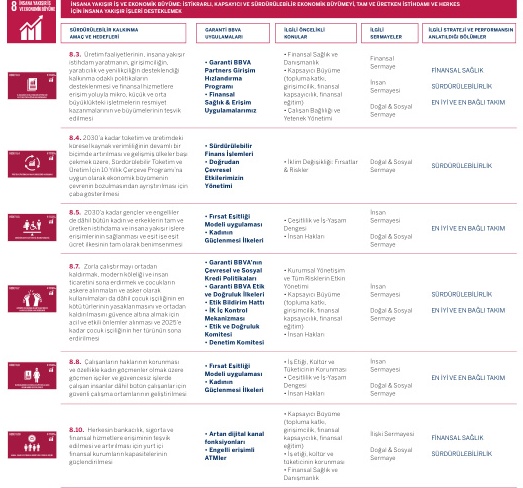 8 İNSANA YAKIŞIR İŞ
VE EKONOMİK BÜYÜME
İNSANA YAKIŞIR İŞ VE EKONOMİK BÜYÜME: İSTİKRARLI, KAPSAYICI VE SÜRDÜRÜLEBİLİR EKONOMİK BÜYÜMEYİ, TAM VE ÜRETKEN İSTİHDAMI VE HERKES
İÇİN İNSANA YAKIŞIR İŞLERİ DESTEKLEMEK
SÜRDÜRÜLEBİLİR KALKINMA
AMAÇ VE HEDEFLERİ
GARANTİ BBVA
UYGULAMALARI
İLGİLİ ÖNCELİKLİ
KONULAR
İLGİLİ
SERMAYELER
İLGİLİ STRATEJİ VE PERFORMANSIN
ANLATILDIĞI BÖLÜMLER
8.3. Üretim faaliyetlerinin, insana yakışır
istihdam yaratmanın, girişimciliğin,
yaratıcılık ve yenilikçiliğin desteklendiği
kalkınma odaklı politikaların
desteklenmesi ve finansal hizmetlere
erişim yoluyla mikro, küçük ve orta
büyüklükteki işletmelerin resmiyet
kazanmalarının ve büyümelerinin teşvik
edilmesi
• Garanti BBVA
Partners Girişim
Hızlandırma
Programı
• Finansal
Sağlık & Erişim
Uygulamalarımız
• Finansal Sağlık ve
Danışmanlık
• Kapsayıcı Büyüme
(topluma katkı,
girişimcilik, finansal
kapsayıcılık, finansal
eğitim)
• Çalışan Bağlılığı ve
Yetenek Yönetimi
Finansal
Sermaye
İnsan
Sermayesi
Doğal & Sosyal
Sermaye
FİNANSAL SAĞLIK
SÜRDÜRÜLEBİLİRLİK
EN İYİ VE EN BAĞLI TAKIM
8.4. 2030'a kadar tüketim ve üretimdeki
küresel kaynak verimliliğinin devamlı bir
biçimde artırılması ve gelişmiş ülkeler başı
çekmek üzere, Sürdürülebilir Tüketim ve
Üretim İçin 10 Yıllık Çerçeve Programı'na
uygun olarak ekonomik büyümenin
çevrenin bozulmasından ayrıştırılması için
çaba gösterilmesi
• Sürdürülebilir
Finans İşlemleri
• Doğrudan
Çevresel
Etkilerimizin
Yönetimi
• İklim Değişikliği: Fırsatlar
& Riskler
Doğal & Sosyal
Sermaye
SÜRDÜRÜLEBİLİRLİK
8.5. 2030'a kadar gençler ve engelliler
de dâhil bütün kadın ve erkeklerin tam ve
üretken istihdama ve insana yakışır işlere
erişimlerinin sağlanması ve eşit işe eşit
ücret ilkesinin tam olarak benimsenmesi
• Fırsat Eşitliği
Modeli uygulaması
• Kadının
Güçlenmesi İlkeleri
• Çeşitlilik ve İş-Yaşam
Dengesi
• İnsan Hakları
İnsan
Sermayesi
Doğal & Sosyal
Sermaye
EN İYİ VE EN BAĞLI TAKIM
8.7. Zorla çalıştırmayı ortadan
kaldırmak, modern köleliği ve insan
ticaretini sona erdirmek ve çocukların
askere alınmaları ve asker olarak
kullanılmaları da dâhil çocuk işçiliğinin en
kötü türlerinin yasaklanmasını ve ortadan
kaldırılmasını güvence altına almak için
acil ve etkili önlemler alınması ve 2025'e
kadar çocuk işçiliğinin her türünün sona
erdirilmesi
• Garanti BBVA'nın
Çevresel ve Sosyal
Kredi Politikaları
• Garanti BBVA Etik
ve Doğruluk İlkeleri
• Etik Bildirim Hattı
• İK İç Kontrol
Mekanizması
• Etik ve Doğruluk
Komitesi
• Denetim Komitesi
• Kurumsal Yönetişim
ve Tüm Risklerin Etkin
Yönetimi
• Kapsayıcı Büyüme
(topluma katkı,
girişimcilik, finansal
kapsayıcılık, finansal
eğitim)
• İnsan Hakları
İnsan
Sermayesi
Doğal & Sosyal
Sermaye
SÜRDÜRÜLEBİLİRLİK
EN İYİ VE EN BAĞLI TAKIM
8.8. Çalışanların haklarının korunması
ve özellikle kadın göçmenler olmak üzere
göçmen işçiler ve güvencesiz işlerde
çalışan insanlar dâhil bütün çalışanlar için
güvenli çalışma ortamlarının geliştirilmesi
• Fırsat Eşitliği
Modeli uygulaması
• Kadının
Güçlenmesi İlkeleri
• İş Etiği, Kültür ve
Tüketicinin Korunması
• Çeşitlilik ve İş-Yaşam
Dengesi
• İnsan Hakları
İnsan
Sermayesi
Doğal & Sosyal
Sermaye
EN İYİ VE EN BAĞLI TAKIM
8.10. Herkesin bankacılık, sigorta ve
finansal hizmetlere erişiminin teşvik
edilmesi ve artırılması için yurt içi
finansal kurumların kapasitelerinin
güçlendirilmesi
• Artan dijital kanal
fonksiyonları
• Engelli erişimli
ATMler
• Kapsayıcı Büyüme
(topluma katkı,
girişimcilik, finansal
kapsayıcılık, finansal
eğitim)
• İş etiği, kültür ve
tüketicinin korunması
• Finansal Sağlık ve
Danışmanlık
İlişki Sermayesi
Doğal & Sosyal
Sermaye
FİNANSAL SAĞLIK
SÜRDÜRÜLEBİLİRLİK